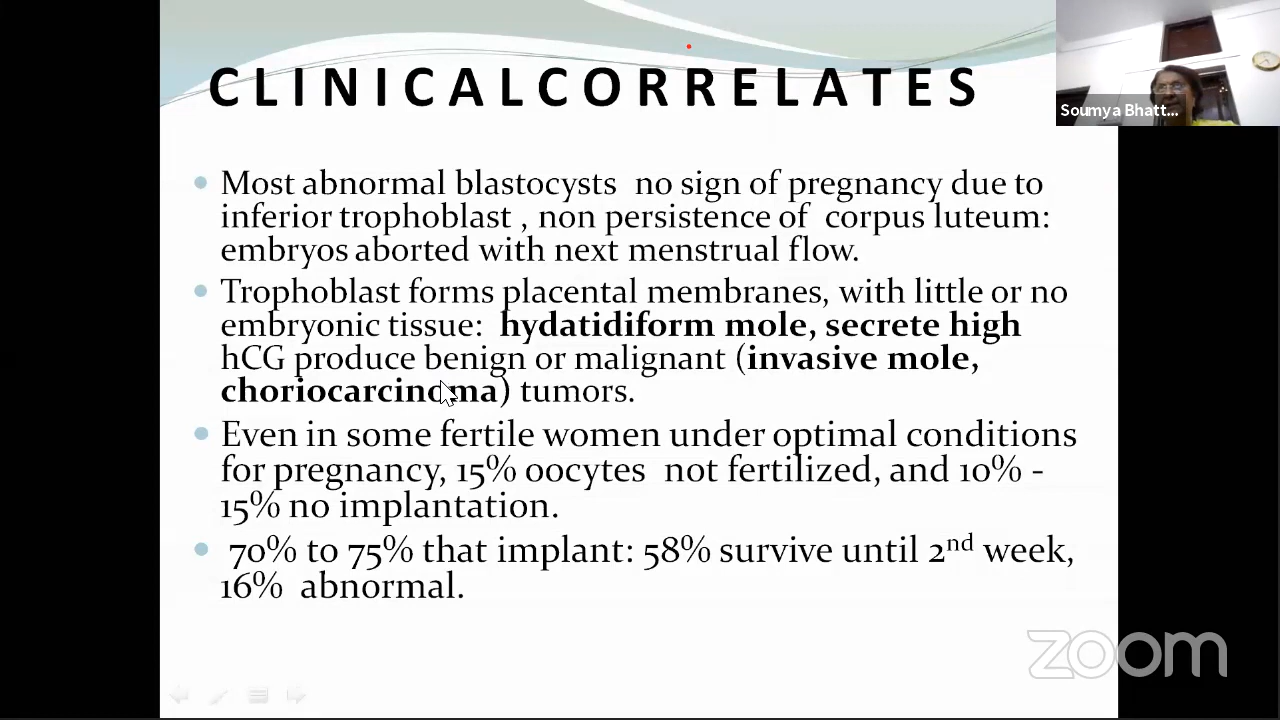 C L I N I C A L C O R R E L A T E S
Soumya Bhatt...
Most abnormal blastocysts no sign of pregnancy due to
inferior trophoblast , non persistence of corpus luteum:
embryos aborted with next menstrual flow.
Trophoblast forms placental membranes, with little or no
embryonic tissue: hydatidiform mole, secrete high
hCG produce benign or malignant (invasive mole,
choriocarcinoma) tumors.
Even in some fertile women under optimal conditions
for pregnancy, 15% oocytes not fertilized, and 10% -
15% no implantation.
70% to 75% that implant: 58% survive until 2nd week,
16% abnormal.
zoom